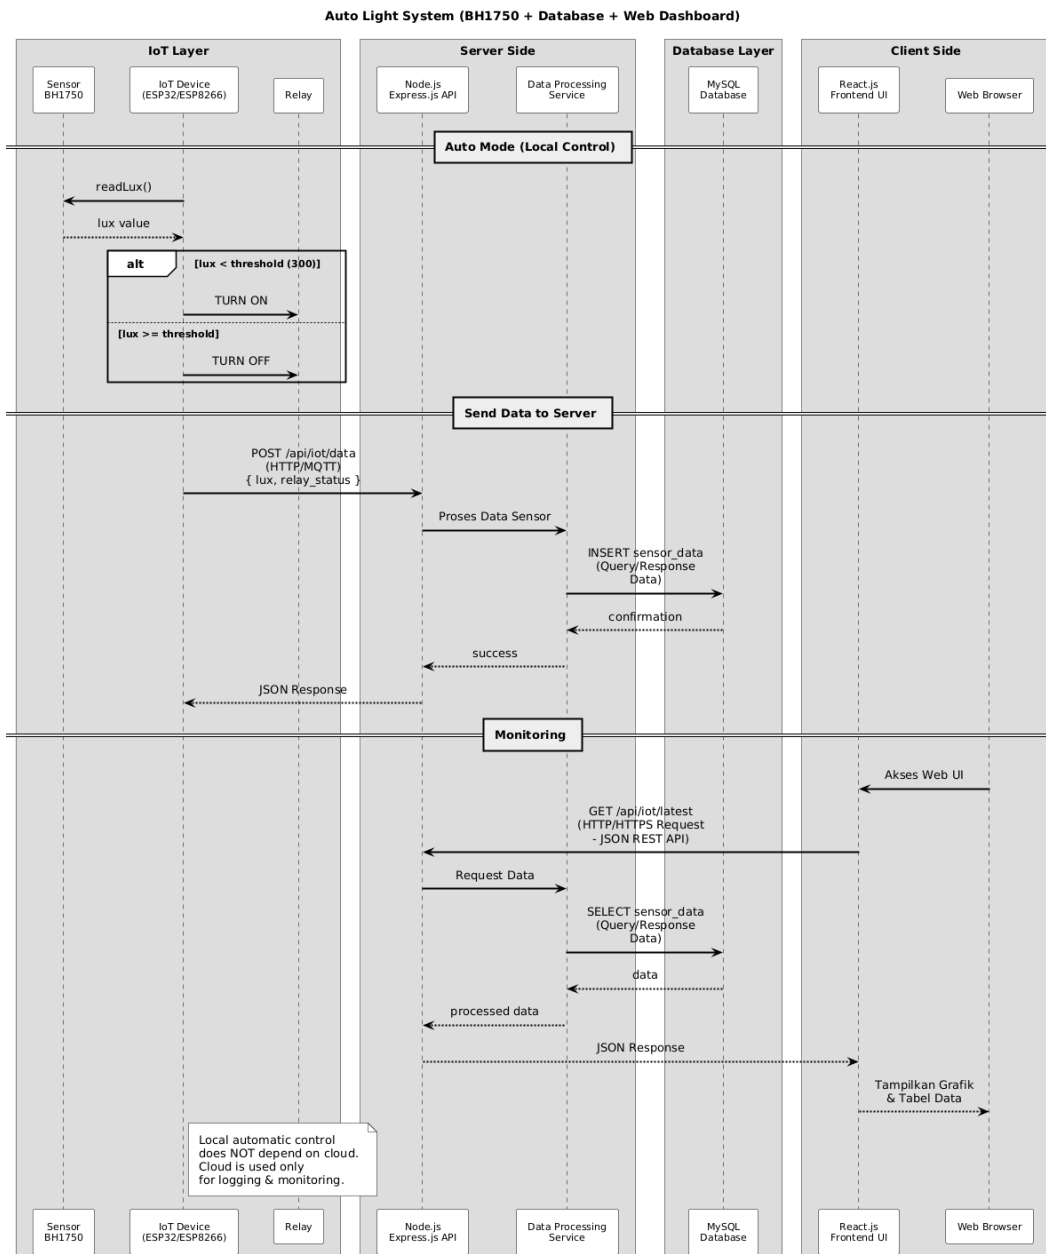 Auto Light System (BH1750 + Database + Web Dashboard)
IoT Layer
Server Side
Database Layer
Client Side
Sensor
BH1750
IoT Device
(ESP32/ESP8266)
Relay
Node.js
Express.js API
Data Processing
Service
MySQL
Database
React.js
Frontend UI
Web Browser
Auto Mode (Local Control)
readLux()
lux value
alt
[lux < threshold (300)]
TURN ON
[lux >= threshold]
TURN OFF
Send Data to Server
POST /api/iot/data
(HTTP/MQTT)
{ lux, relay_status }
Proses Data Sensor
INSERT sensor_data
(Query/Response
Data)
confirmation
success
JSON Response
Monitoring
Akses Web UI
GET /api/iot/latest
(HTTP/HTTPS Request
- JSON REST API)
Request Data
SELECT sensor_data
(Query/Response
Data)
data
processed data
JSON Response
Tampilkan Grafik
& Tabel Data
Local automatic control
does NOT depend on cloud.
Cloud is used only
for logging & monitoring.
Sensor
BH1750
IoT Device
(ESP32/ESP8266)
Relay
Node.js
Express.js API
Data Processing
Service
MySQL
Database
React.js
Frontend UI
Web Browser